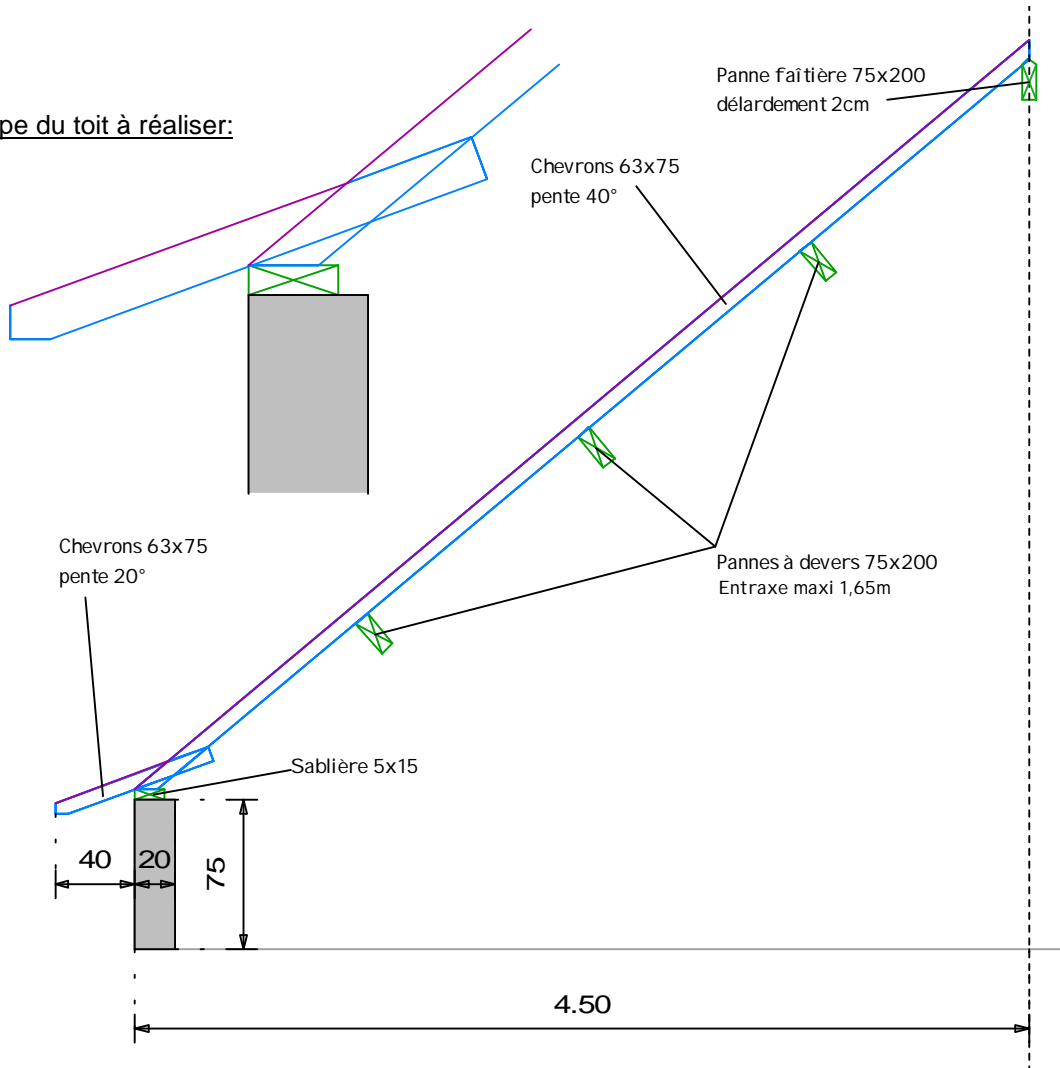 pe du toit à réaliser:
Panne faîtière 75x200
délardement 2cm
Chevrons 63x75
pente 40°
Chevrons 63x75
pente 20°
Pannes à devers 75x200
Entraxe maxi 1,65m
Sablière 5x15
40
20
75
4.50